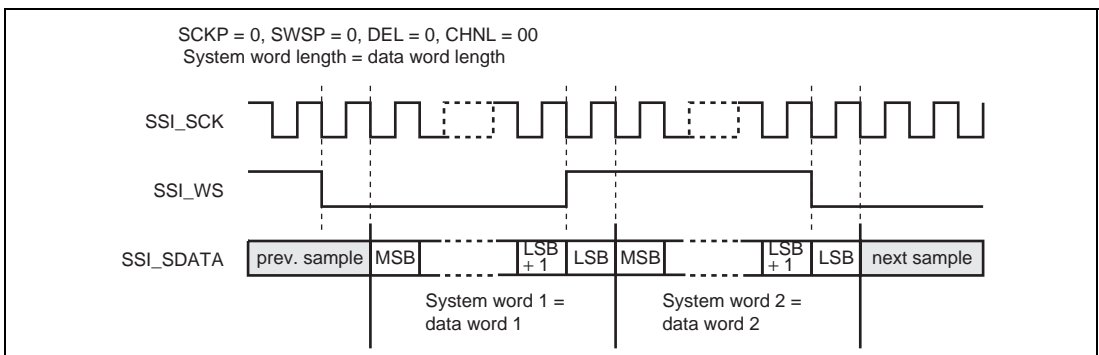 SCKP = 0, SWSP = 0, DEL = 0, CHNL = 00
System word length = data word length
SSI_SCK
SSI_WS
SSI_SDATA
prev. sample
MSB
LSB
+ 1
LSB
MSB
LSB
+ 1
LSB
next sample
System word 1 =
data word 1
System word 2 =
data word 2